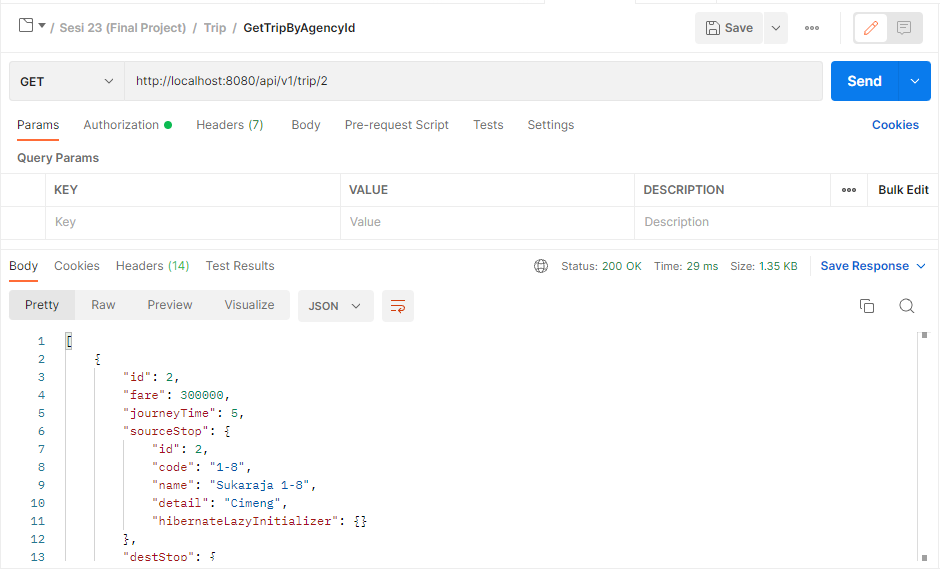 / Sesi 23 (Final Project) / Trip / GetTripByAgencyId
Save
GET
http://localhost:8080/api/v1/trip/2
Send
Params Authorization Headers (7) Body Pre-request Script Tests Settings Cookies
Query Params
KEY VALUE DESCRIPTION Bulk Edit
Key Value Description
Body Cookies Headers (14) Test Results Status: 200 OK Time: 29 ms Size: 1.35 KB Save Response
Pretty Raw Preview Visualize JSON
1 [
2 {
3 "id": 2,
4 "fare": 300000,
5 "journeyTime": 5,
6 "sourceStop": {
7 "id": 2,
8 "code": "1-8",
9 "name": "Sukaraja 1-8",
10 "detail": "Cimeng",
11 "hibernateLazyInitializer": {}
12 },
13 "destStop": {